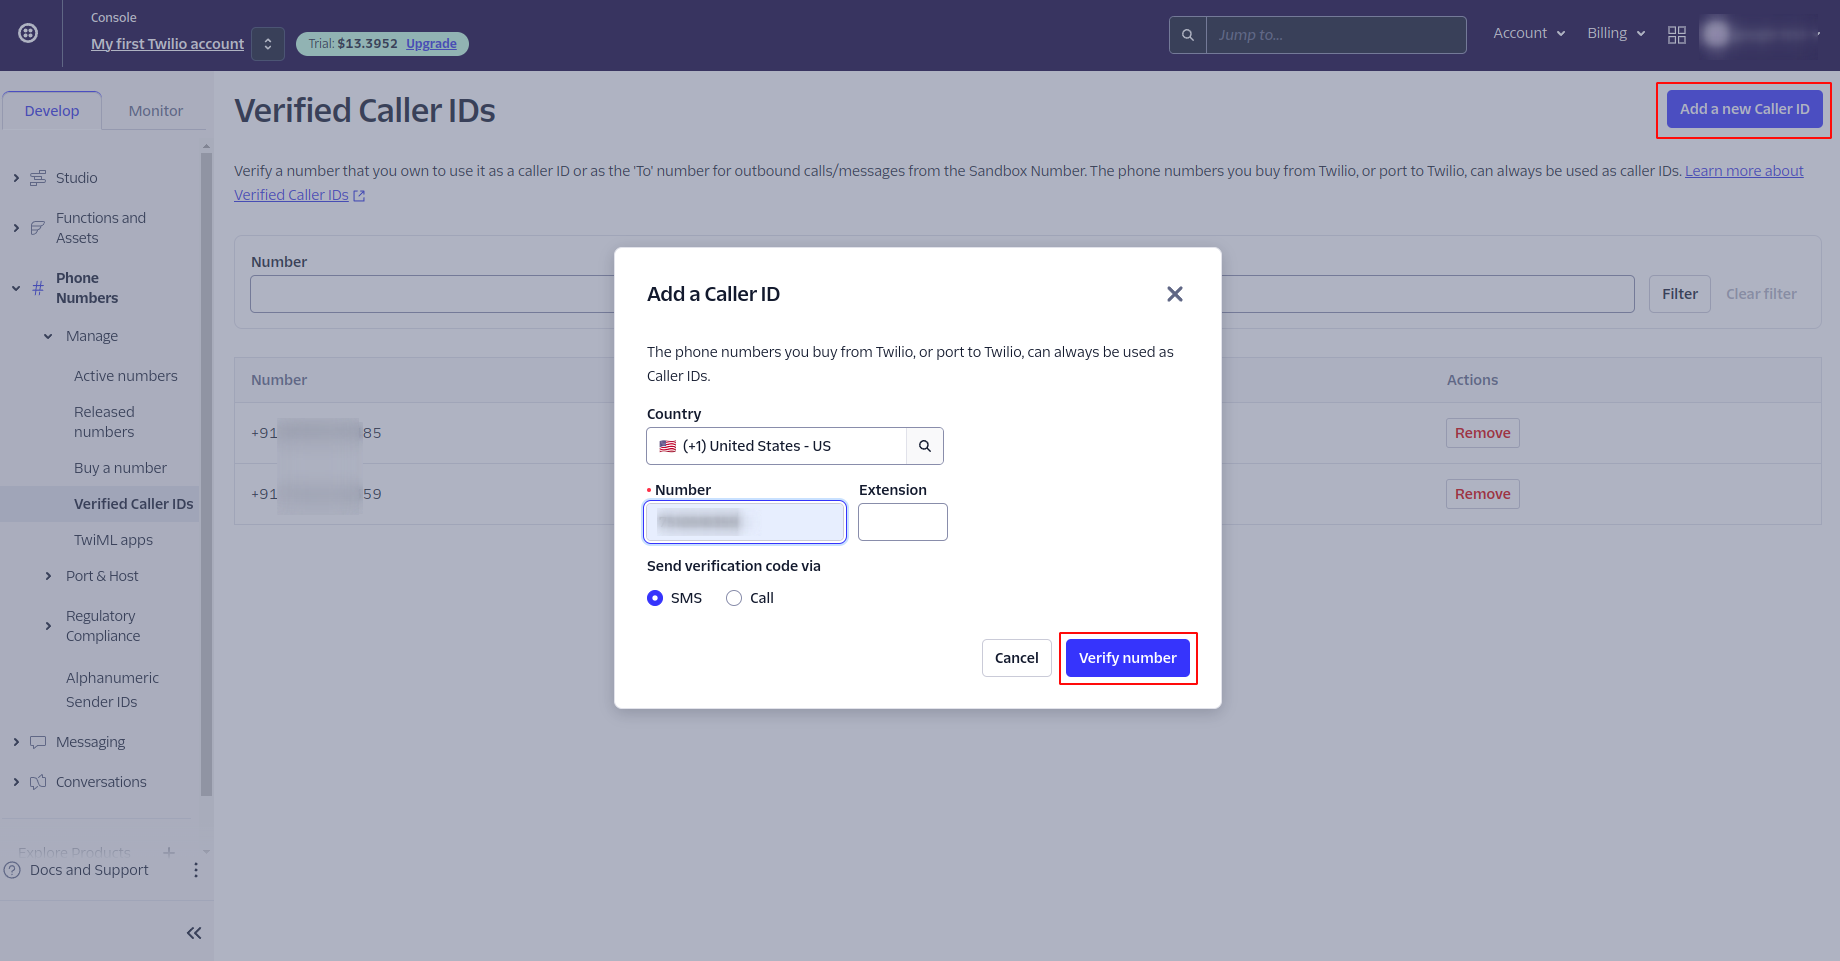 Console
My first Twilio account
Trial: $13.3952 Upgrade
Jump to...
Account
Billing
Develop
Monitor
Studio
Functions and
Assets
Phone
Numbers
Manage
Active numbers
Released
numbers
Buy a number
Verified Caller IDs
TwiML apps
Port & Host
Regulatory
Compliance
Alphanumeric
Sender IDs
Messaging
Conversations
Explore Products
Docs and Support
Verified Caller IDs
Add a new Caller ID
Verify a number that you own to use it as a caller ID or as the 'To' number for outbound calls/messages from the Sandbox Number. The phone numbers you buy from Twilio, or port to Twilio, can always be used as caller IDs. Learn more about
Verified Caller IDs
Number
Filter
Clear filter
Number
Actions
+91 85
Remove
+91 59
Remove
Add a Caller ID
The phone numbers you buy from Twilio, or port to Twilio, can always be used as
Caller IDs.
Country
(+1) United States - US
Number
Extension
Send verification code via
SMS
Call
Cancel
Verify number